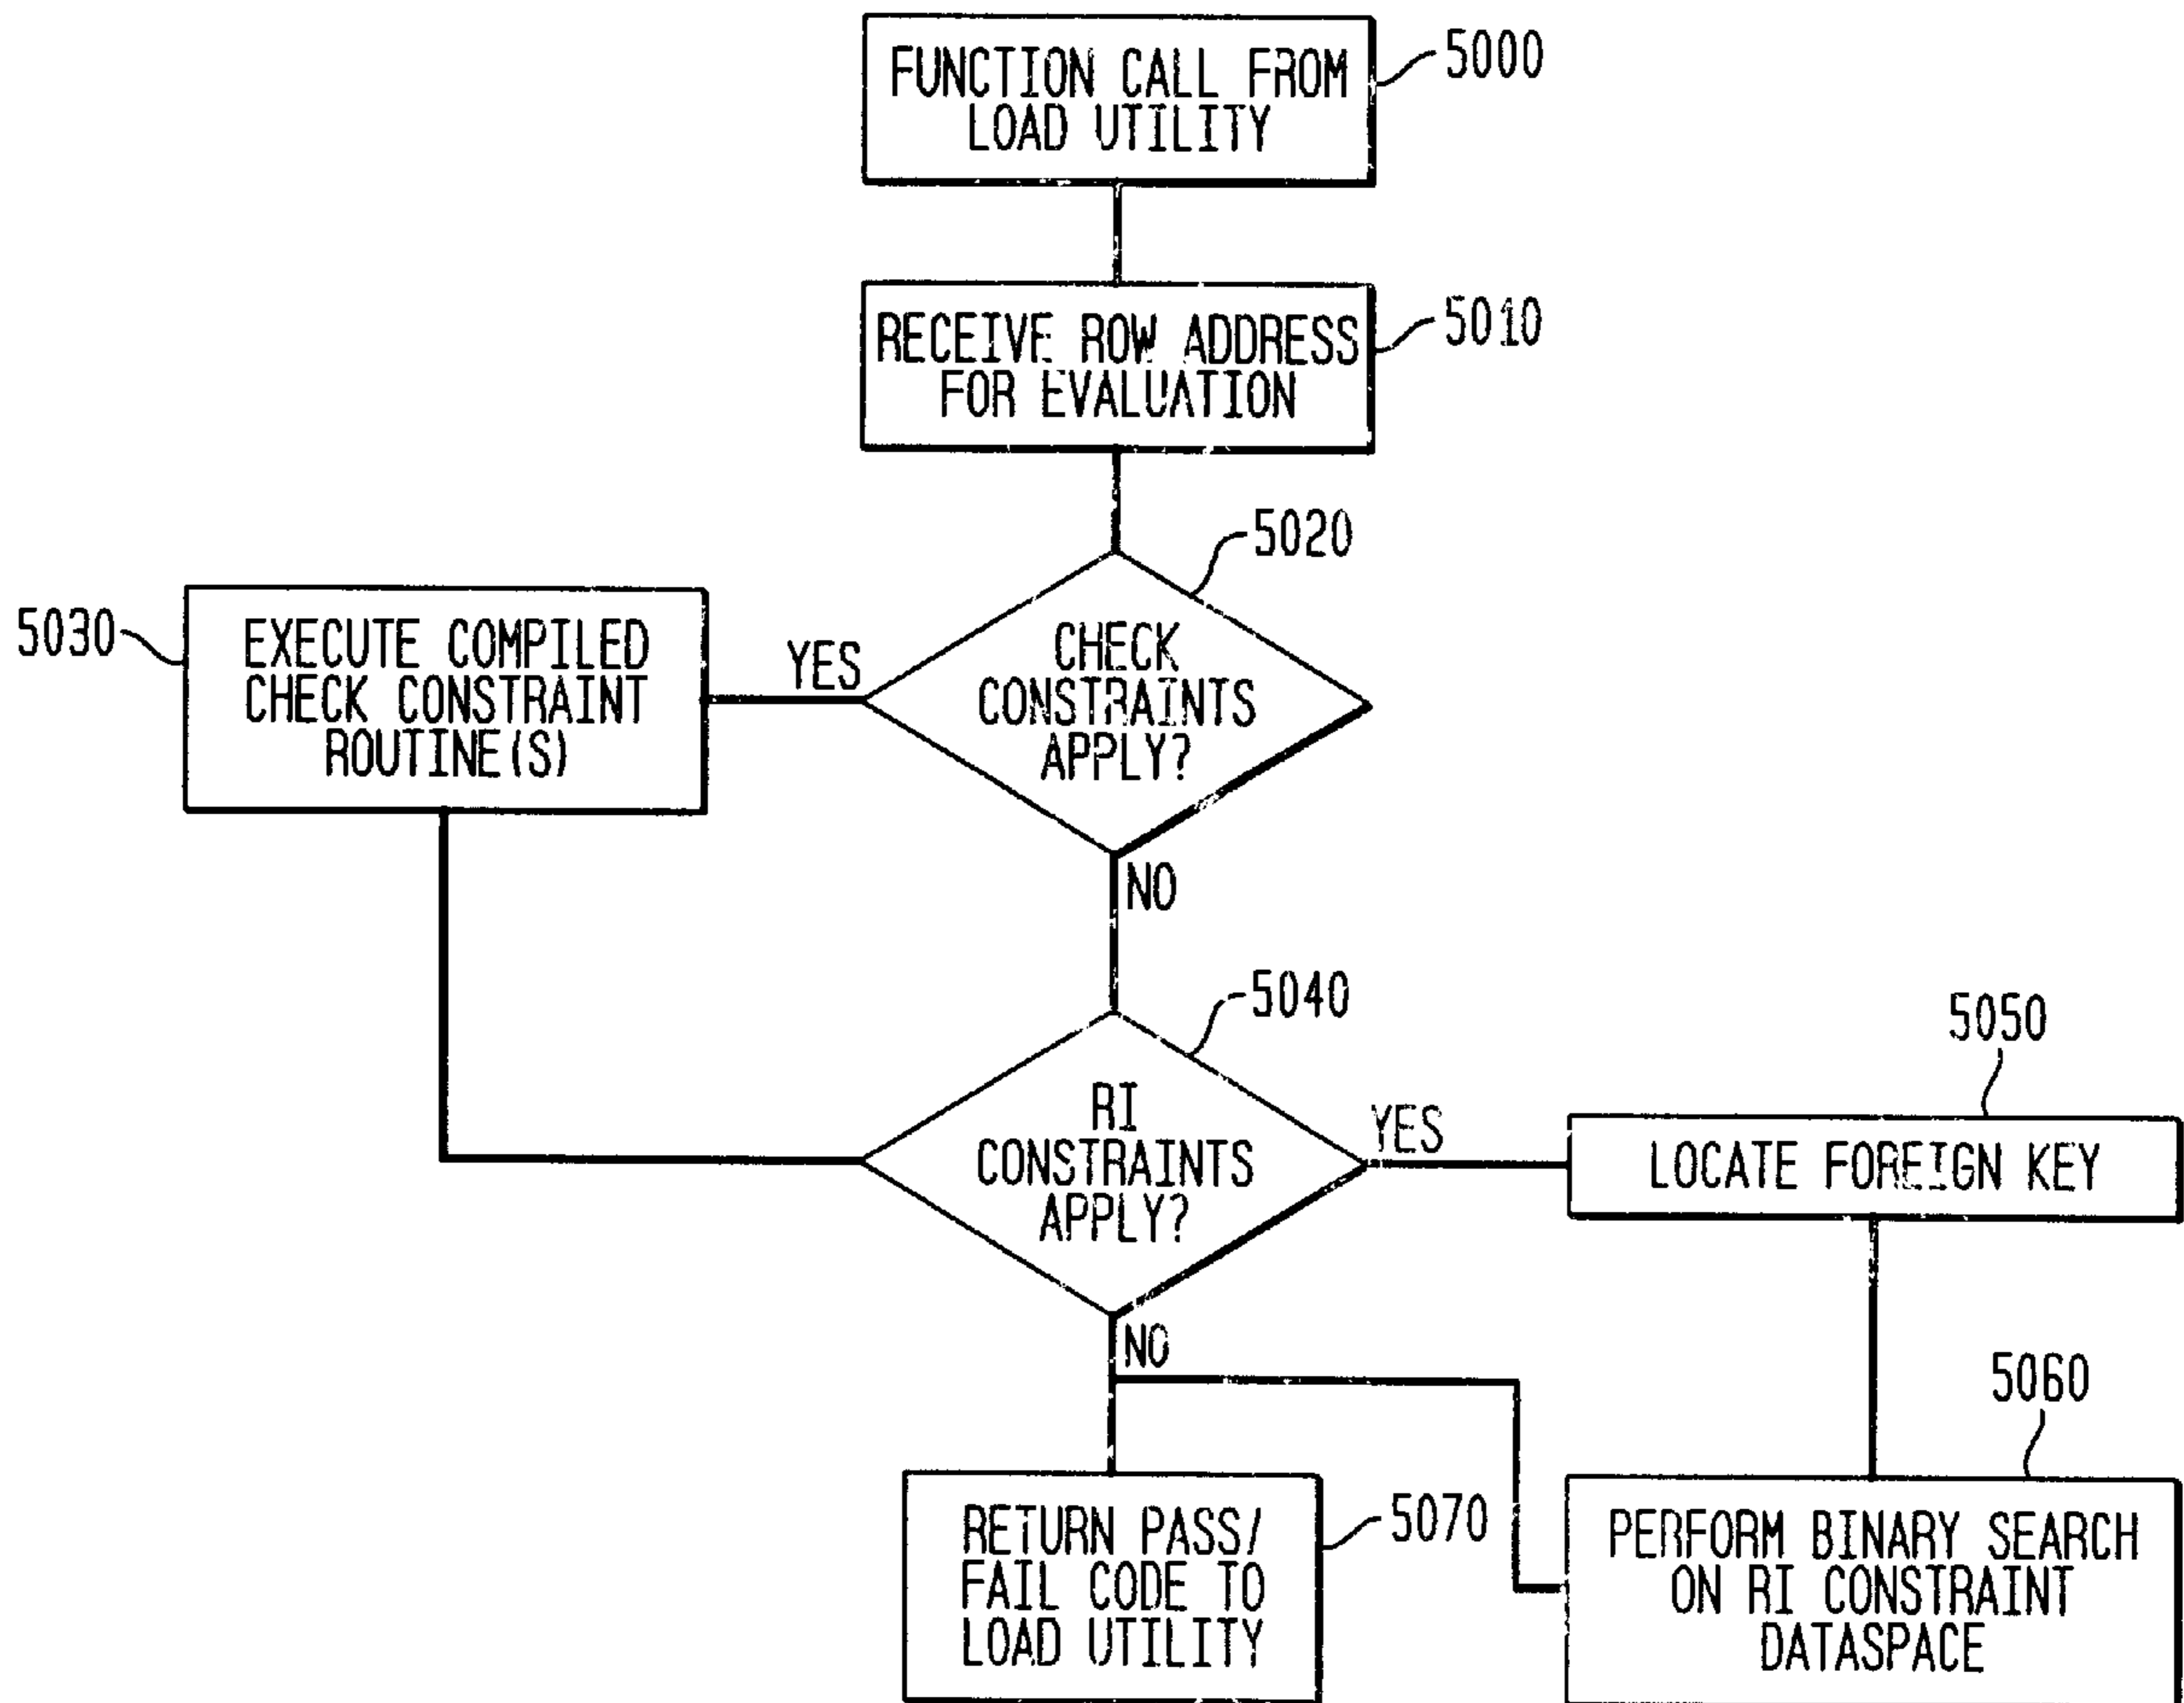 FUNCTION CALL FROM
LOAD UTILITY
5000
RECEIVE ROW ADDRESS
FOR EVALUATION
5010
5020
CHECK
CONSTRAINTS
APPLY?
YES
5030
EXECUTE COMPILED
CHECK CONSTRAINT
ROUTINE(S)
NO
5040
RI
CONSTRAINTS
APPLY?
YES
5050
LOCATE FOREIGN KEY
NO
5060
PERFORM BINARY SEARCH
ON RI CONSTRAINT
DATASPACE
RETURN PASS/
FAIL CODE TO
LOAD UTILITY
5070